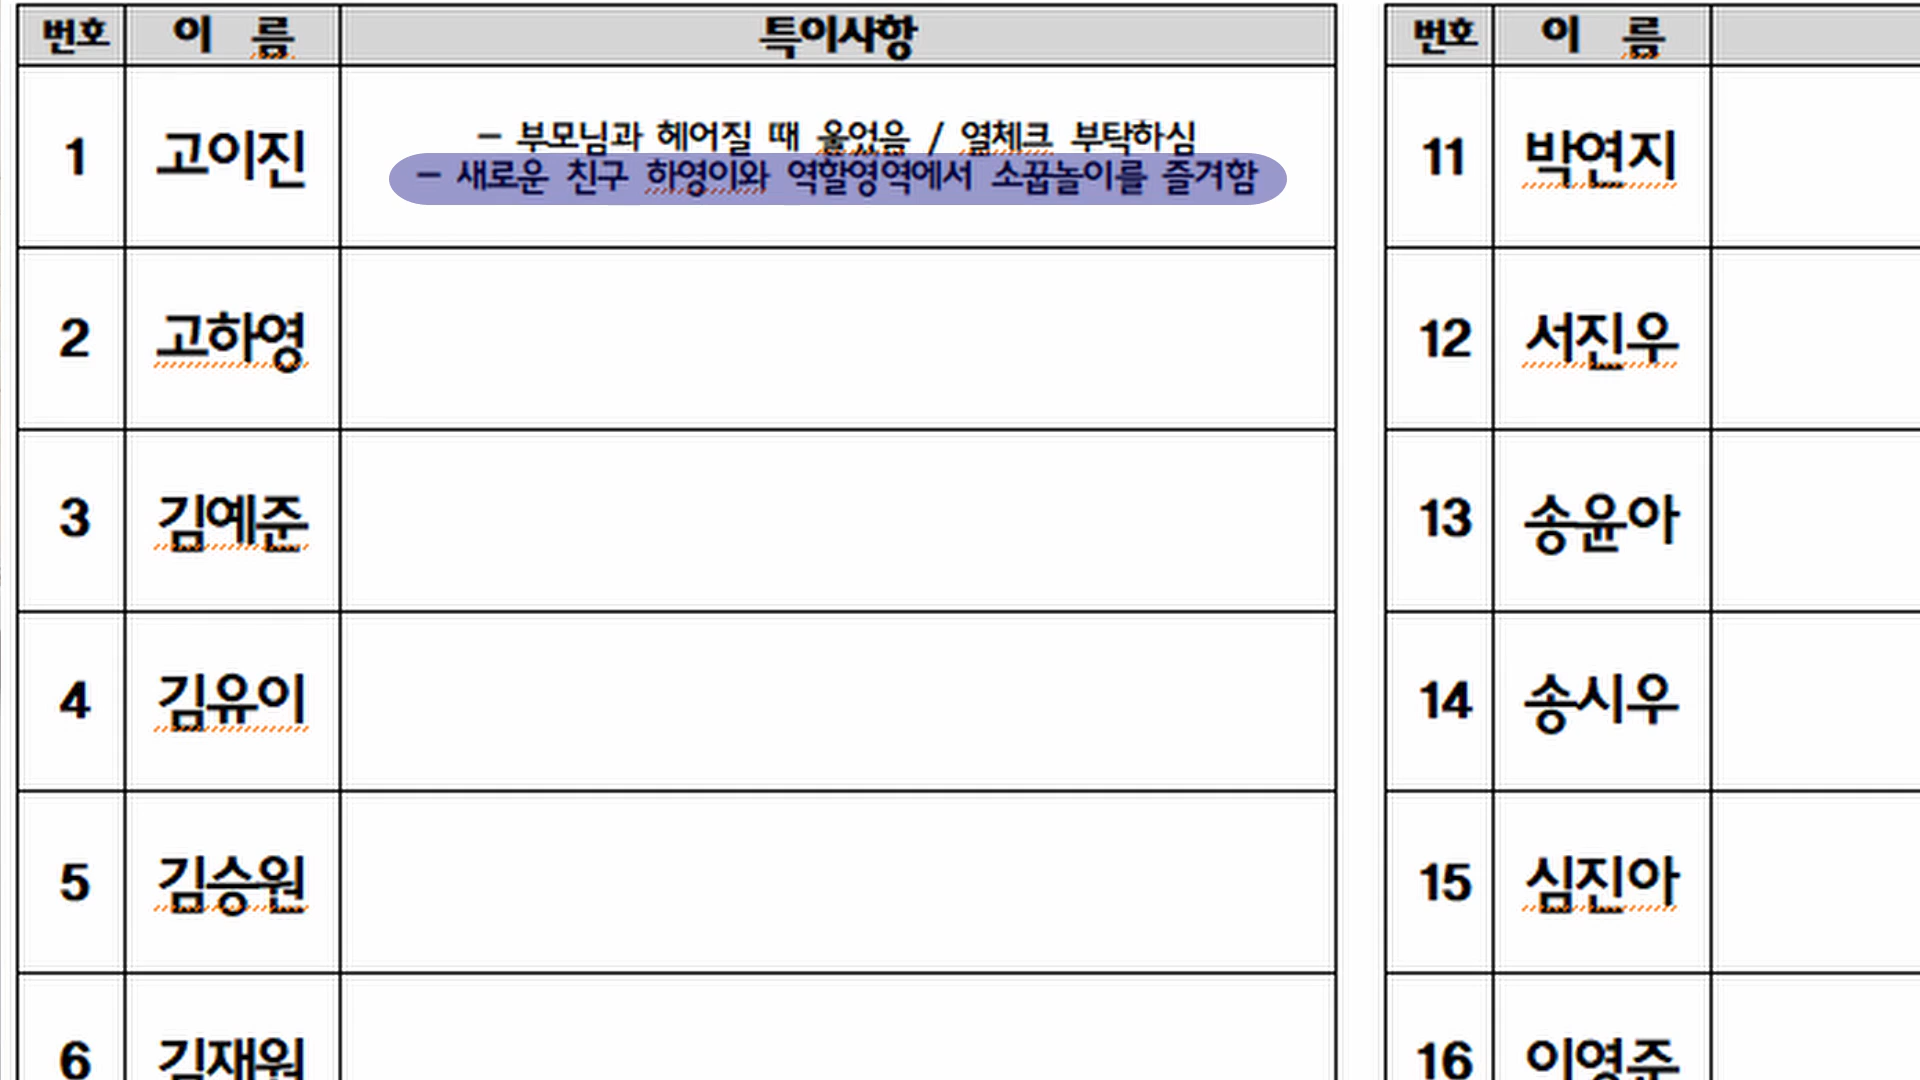 번호 이 름 특이사항 번호 이 름
1 고이진
- 부모님과 헤어질 때 울었음 / 열체크 부탁하심
- 새로운 친구 하영이와 역할영역에서 소꿉놀이를 즐겨함
11 박연지
2 고하영 12 서진우
3 김예준 13 송윤아
4 김유이 14 송시우
5 김승원 15 심진아
6 김재원 16 이영준